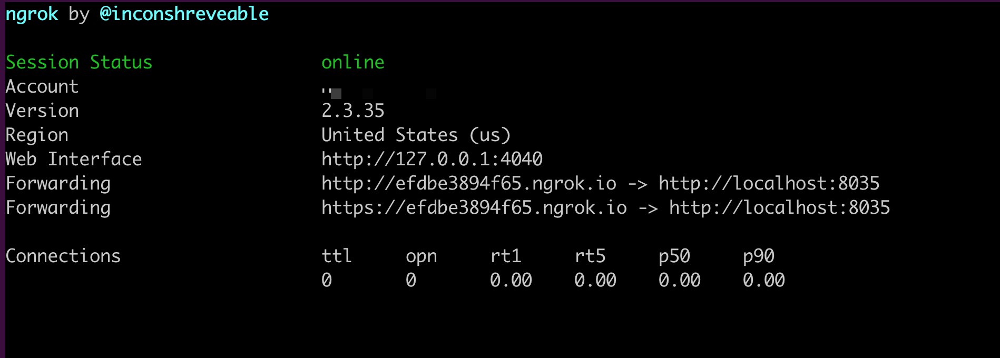 ngrok by @inconshreveable
Session Status online
Account
Version 2.3.35
Region United States (us)
Web Interface http://127.0.0.1:4040
Forwarding http://efdbe3894f65.ngrok.io -> http://localhost:8035
Forwarding https://efdbe3894f65.ngrok.io -> http://localhost:8035
Connections ttl opn rt1 rt5 p50 p90
0 0 0.00 0.00 0.00 0.00